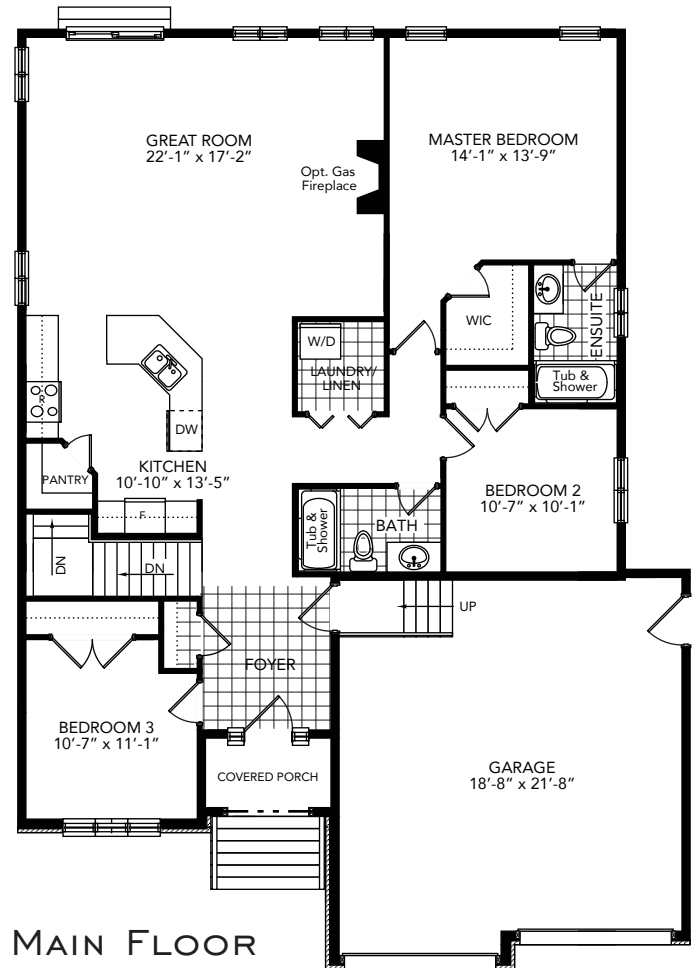 GREAT ROOM
22'-1" x 17'-2"
Opt. Gas
Fireplace
MASTER BEDROOM
14'-1" x 13'-9"
WIC
ENSUITE
Tub &
Shower
W/D
LAUNDRY/
LINEN
R
DW
KITCHEN
10'-10" x 13'-5"
PANTRY
F
BEDROOM 2
10'-7" x 10'-1"
Tub &
Shower
BATH
DN
DN
UP
FOYER
BEDROOM 3
10'-7" x 11'-1"
COVERED PORCH
GARAGE
18'-8" x 21'-8"
MAIN FLOOR